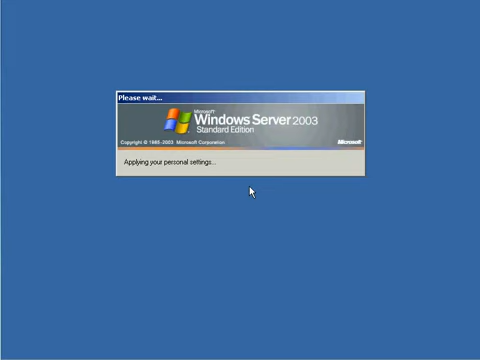 Please wait...
Microsoft
Windows Server 2003
Standard Edition
Copyright © 1985-2003 Microsoft Corporation
Microsoft
Applying your personal settings...